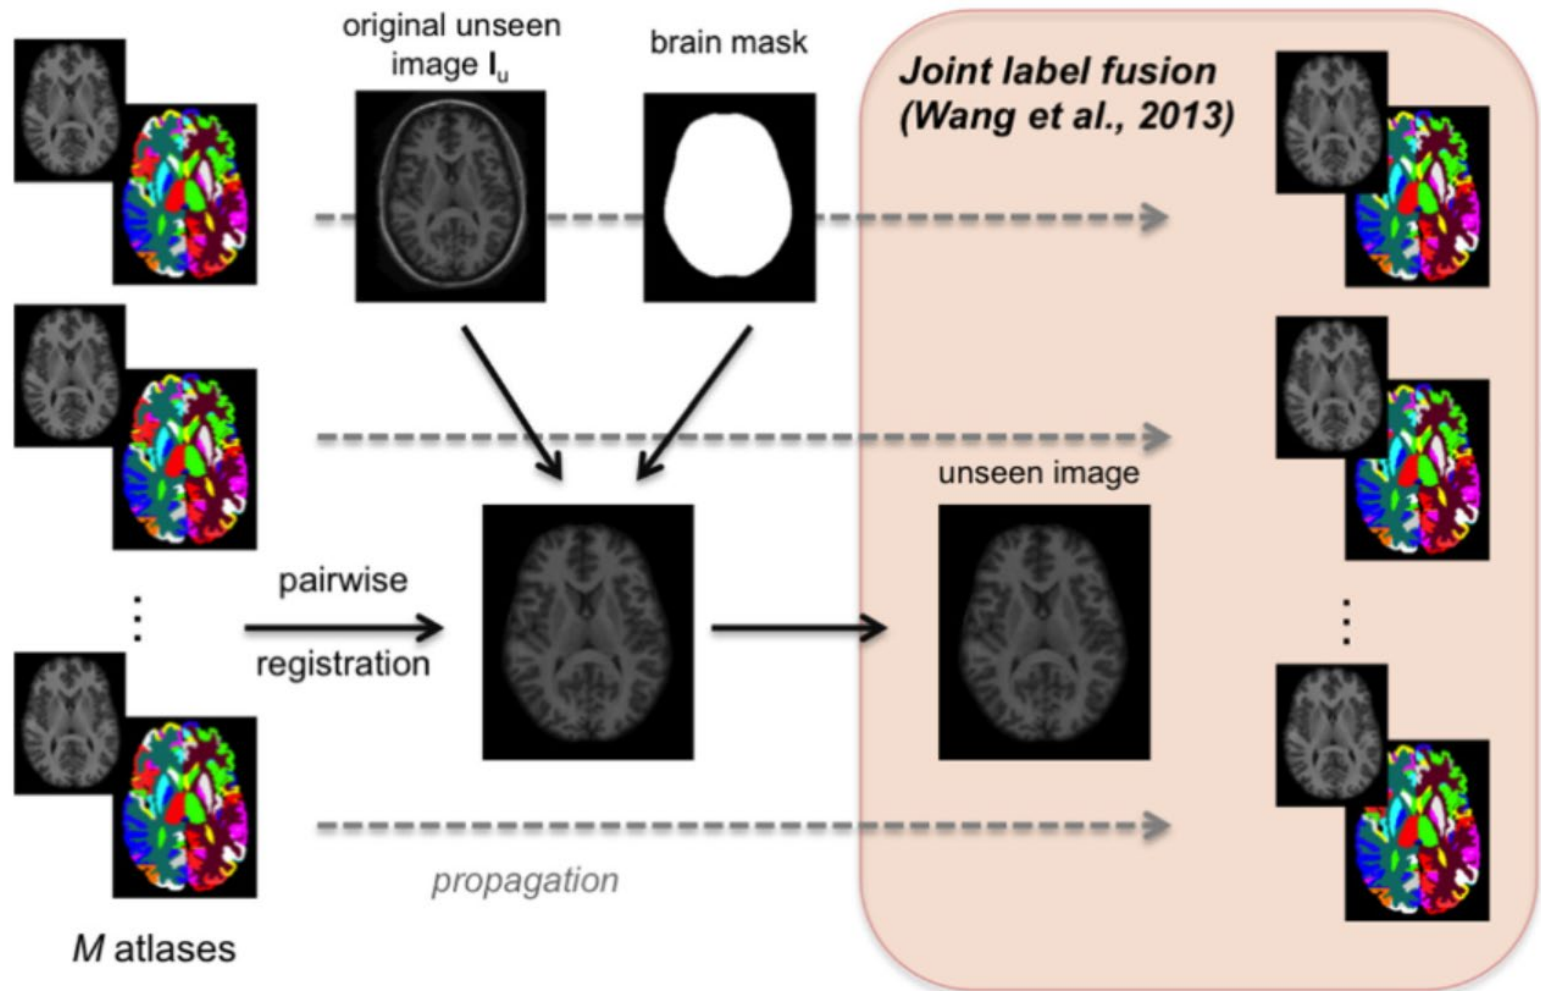 original unseen
image Iu
brain mask
Joint label fusion
(Wang et al., 2013)
unseen image
pairwise
registration
propagation
M atlases